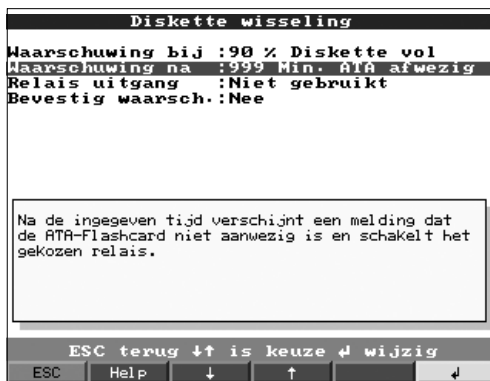 Diskette wisseling
Waarschuwing bij :90 % Diskette vol
Waarschuwing na :999 Min. ATA afwezig
Relais uitgang :Niet gebruikt
Bevestig waarsch.:Nee
Na de ingegeven tijd verschijnt een melding dat
de ATA-Flashcard niet aanwezig is en schakelt het
gekozen relais.
ESC terug ↓↑ is keuze ↵ wijzig
ESC Help ↓ ↑ ↵